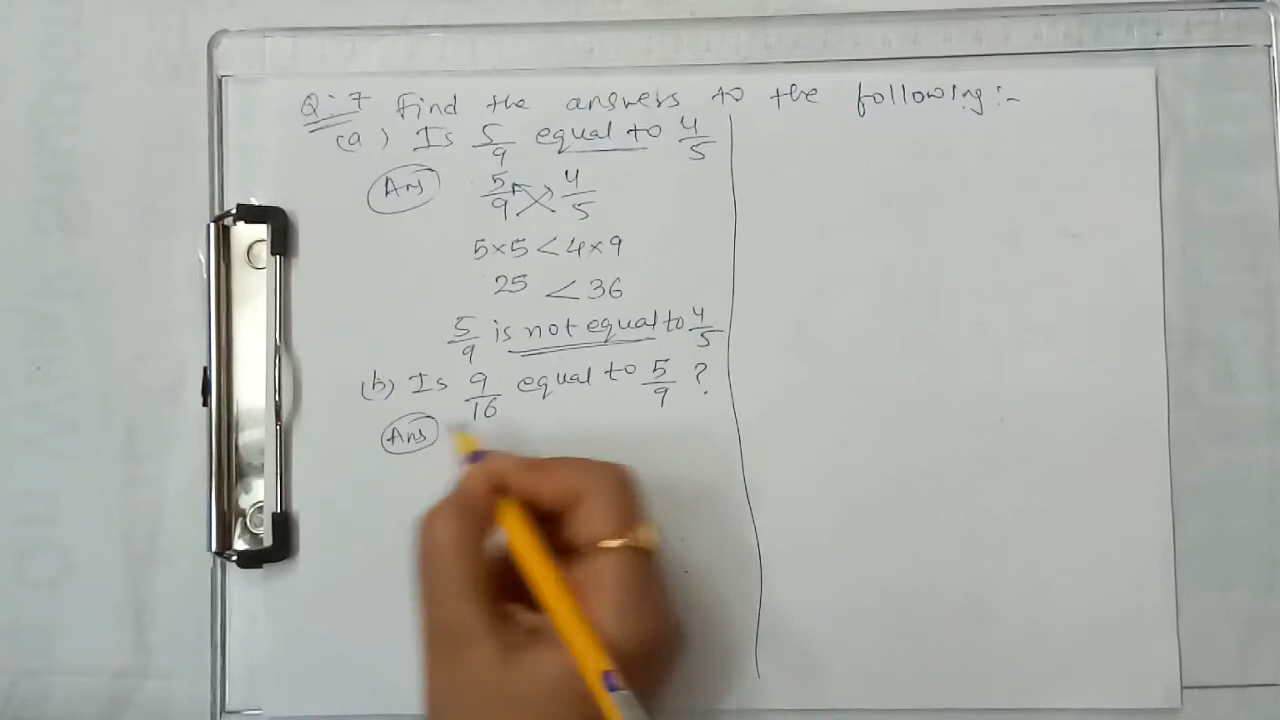 Q:7 Find the answers to the following:-
(a) Is 5/9 equal to 4/5
Ans 5/9 4/5
5×5 < 4×9
25 < 36
5/9 is not equal to 4/5
(b) Is 9/16 equal to 5/9 ?
Ans